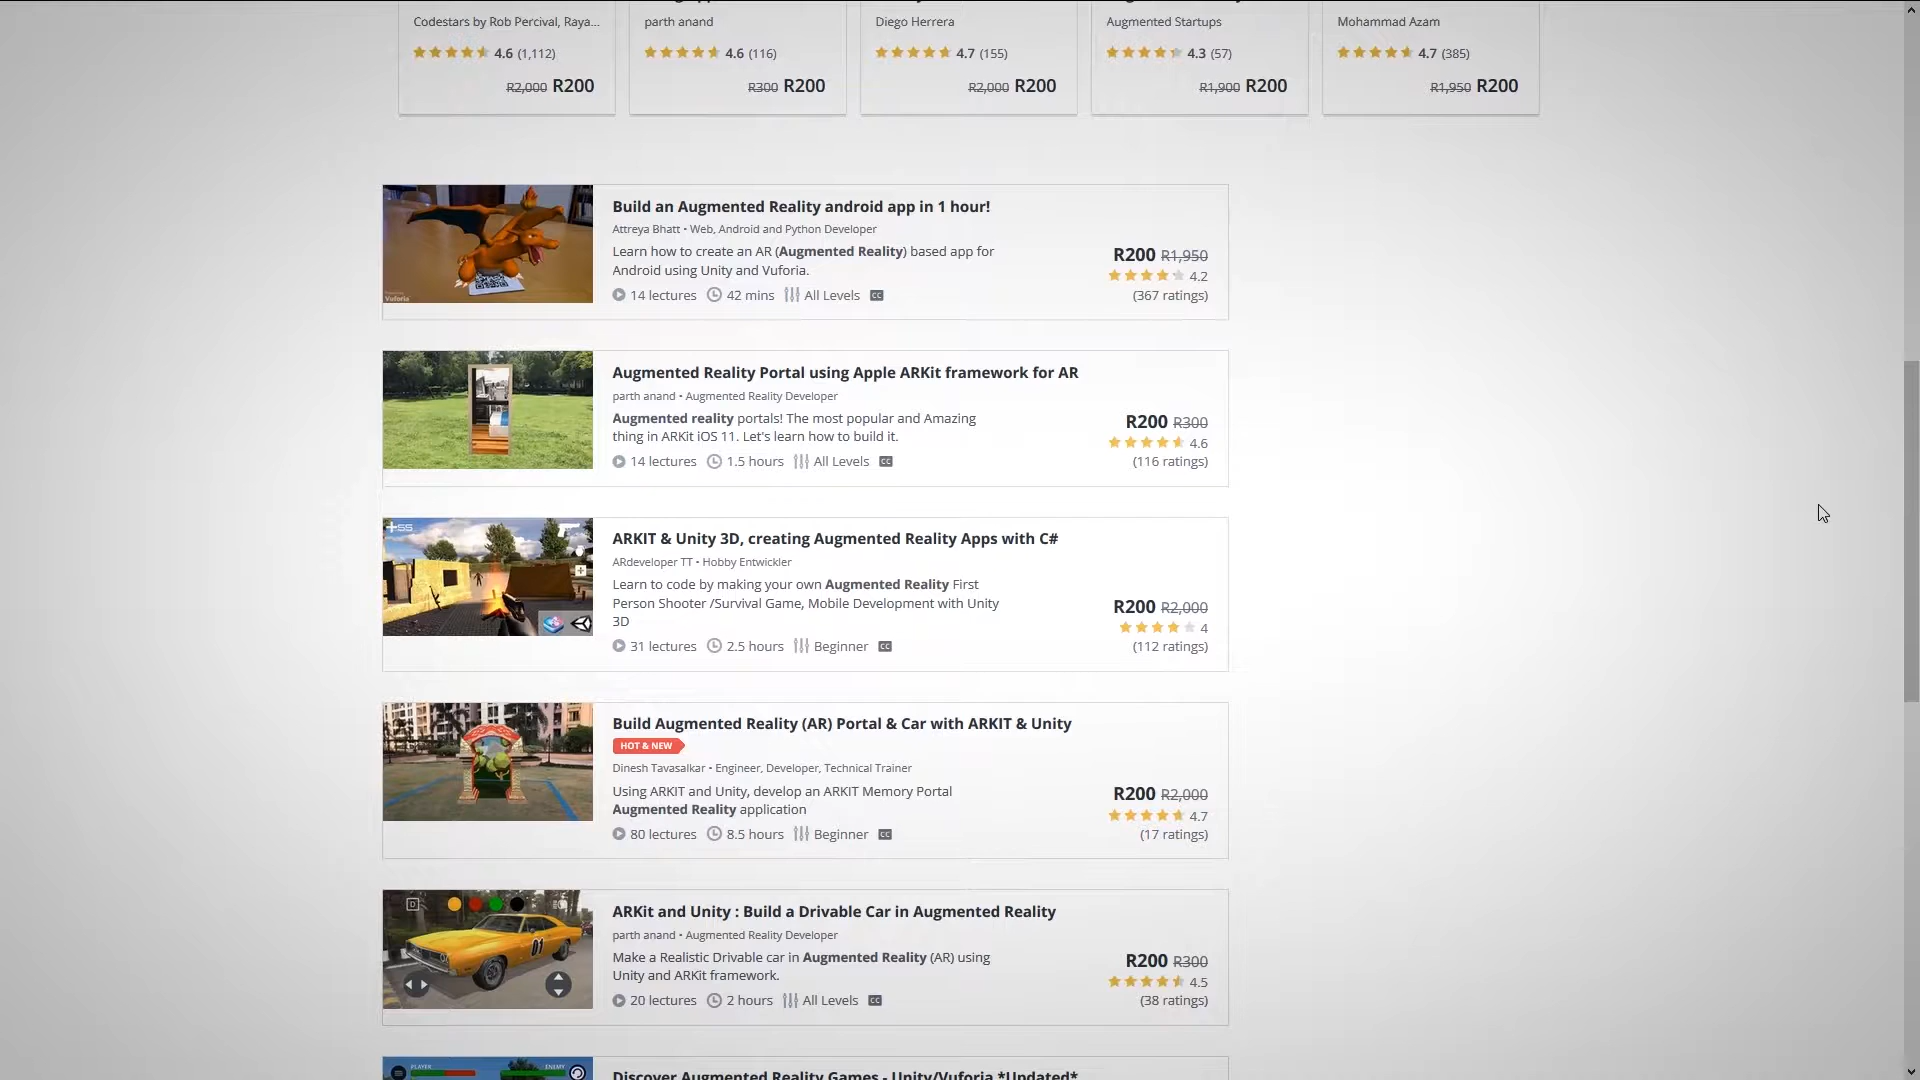 Codestars by Rob Percival, Raya...
4.6 (1,112)
R2,000 R200
parth anand
4.6 (116)
R300 R200
Diego Herrera
4.7 (155)
R2,000 R200
Augmented Startups
4.3 (57)
R1,900 R200
Mohammad Azam
4.7 (385)
R1,950 R200
Build an Augmented Reality android app in 1 hour!
Attreya Bhatt • Web, Android and Python Developer
Learn how to create an AR (Augmented Reality) based app for
Android using Unity and Vuforia.
14 lectures 42 mins All Levels CC
R200 R1,950
4.2
(367 ratings)
Vuforia
Augmented Reality Portal using Apple ARKit framework for AR
parth anand • Augmented Reality Developer
Augmented reality portals! The most popular and Amazing
thing in ARKit iOS 11. Let's learn how to build it.
14 lectures 1.5 hours All Levels CC
R200 R300
4.6
(116 ratings)
+55
ARKIT & Unity 3D, creating Augmented Reality Apps with C#
ARdeveloper TT • Hobby Entwickler
Learn to code by making your own Augmented Reality First
Person Shooter /Survival Game, Mobile Development with Unity
3D
31 lectures 2.5 hours Beginner CC
R200 R2,000
4
(112 ratings)
Build Augmented Reality (AR) Portal & Car with ARKIT & Unity
HOT & NEW
Dinesh Tavasalkar • Engineer, Developer, Technical Trainer
Using ARKIT and Unity, develop an ARKIT Memory Portal
Augmented Reality application
80 lectures 8.5 hours Beginner CC
R200 R2,000
4.7
(17 ratings)
D
01
ARKit and Unity : Build a Drivable Car in Augmented Reality
parth anand • Augmented Reality Developer
Make a Realistic Drivable car in Augmented Reality (AR) using
Unity and ARKit framework.
20 lectures 2 hours All Levels CC
R200 R300
4.5
(38 ratings)
PLAYER ENEMY
Discover Augmented Reality Games - Unity/Vuforia *Updated*